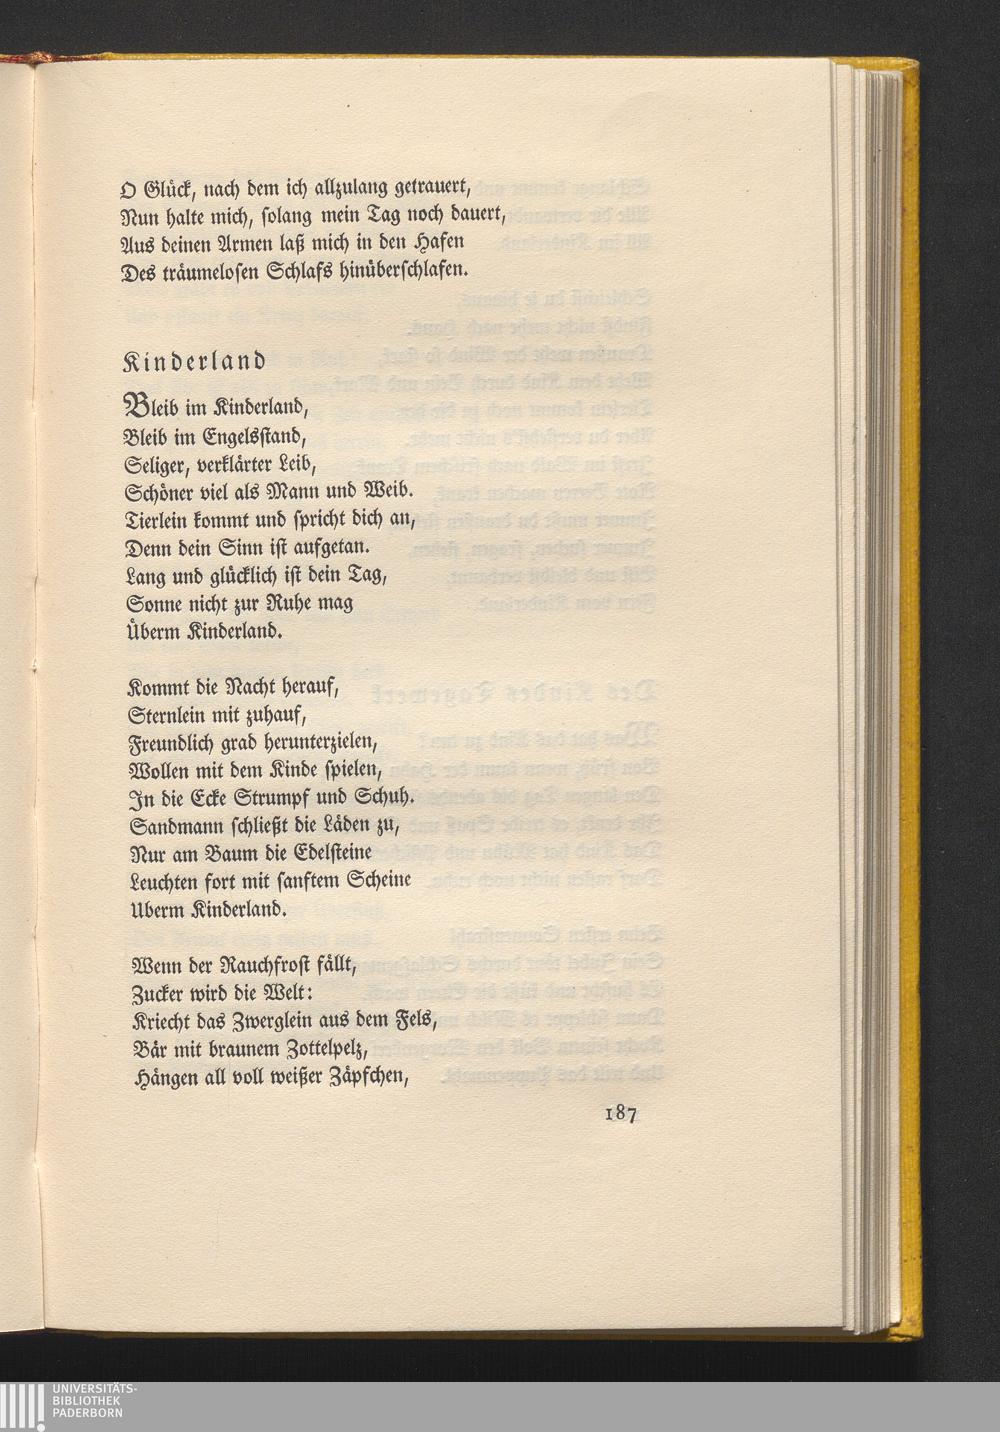 O Glück, nach dem ich allzulang getrauert,
Nun halte mich, solang mein Tag noch dauert,
Aus deinen Armen laß mich in den Hafen
Des träumelosen Schlafs hinüberschlafen.
Kinderland
Bleib im Kinderland,
Bleib im Engelsstand,
Seliger, verklärter Leib,
Schöner viel als Mann und Weib.
Tierlein kommt und spricht dich an,
Denn dein Sinn ist aufgetan.
Lang und glücklich ist dein Tag,
Sonne nicht zur Ruhe mag
Überm Kinderland.
Kommt die Nacht herauf,
Sternlein mit zuhauf,
Freundlich grad herunterzielen,
Wollen mit dem Kinde spielen,
In die Ecke Strumpf und Schuh.
Sandmann schließt die Läden zu,
Nur am Baum die Edelsteine
Leuchten fort mit sanftem Scheine
Uberm Kinderland.
Wenn der Rauchfrost fällt,
Zucker wird die Welt:
Kriecht das Zwerglein aus dem Fels,
Bär mit braunem Zottelpelz,
Hängen all voll weißer Zäpfchen,
187
UNIVERSITÄTS-
BIBLIOTHEK
PADERBORN